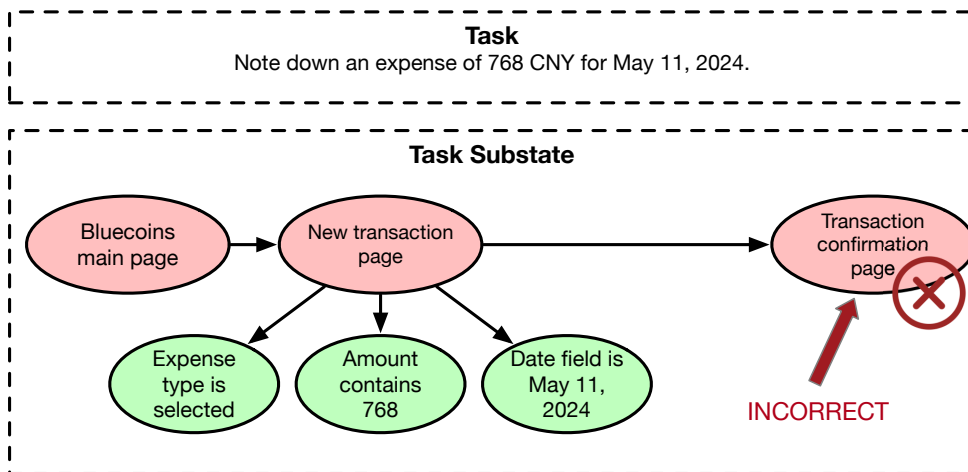 Task
Note down an expense of 768 CNY for May 11, 2024.
Task Substate
Bluecoins
main page
New transaction
page
Transaction
confirmation
page
Expense
type is
selected
Amount
contains
768
Date field is
May 11,
2024
INCORRECT